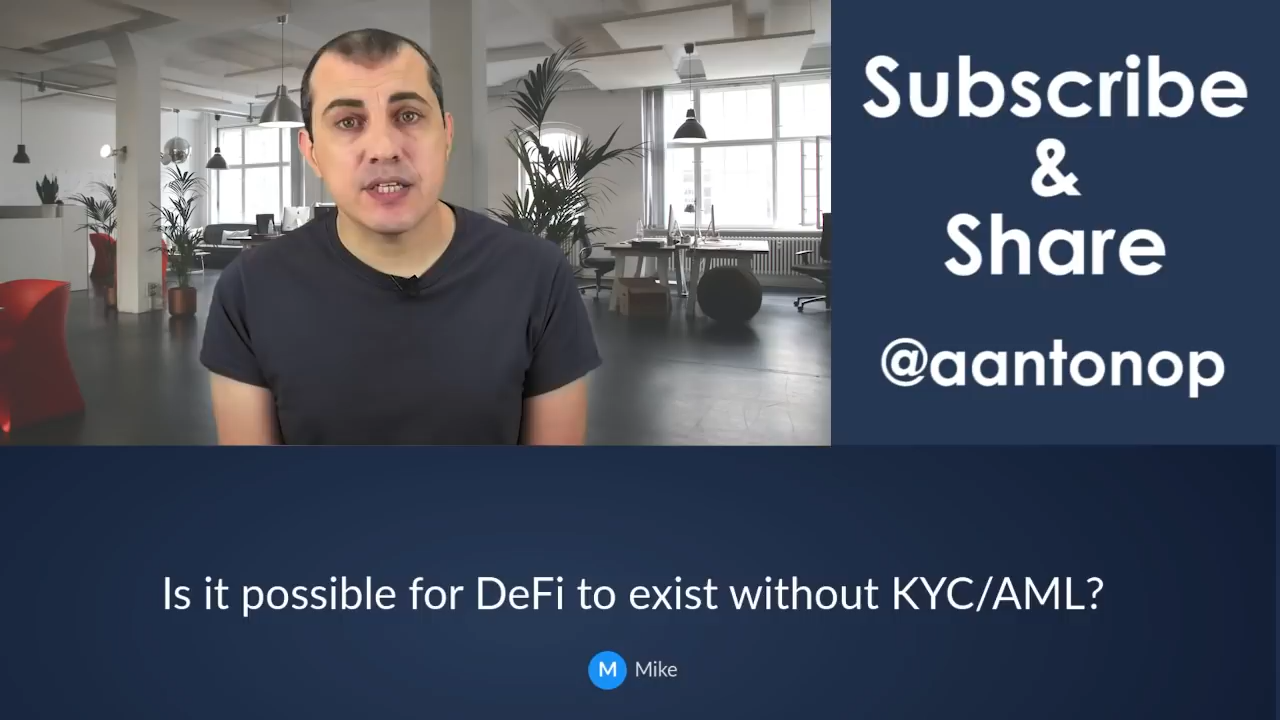 Subscribe
&
Share
@aantonop
Is it possible for DeFi to exist without KYC/AML?
M Mike